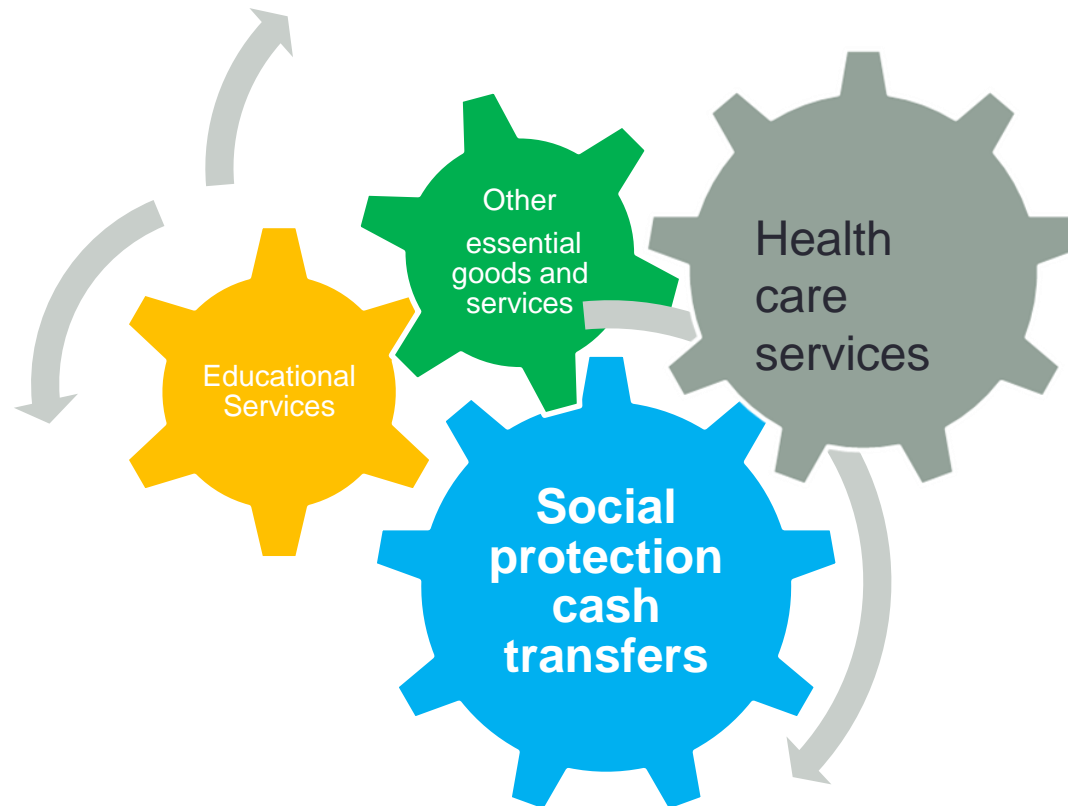 Other
essential
goods and
services
Health
care
services
Educational
Services
Social
protection
cash
transfers